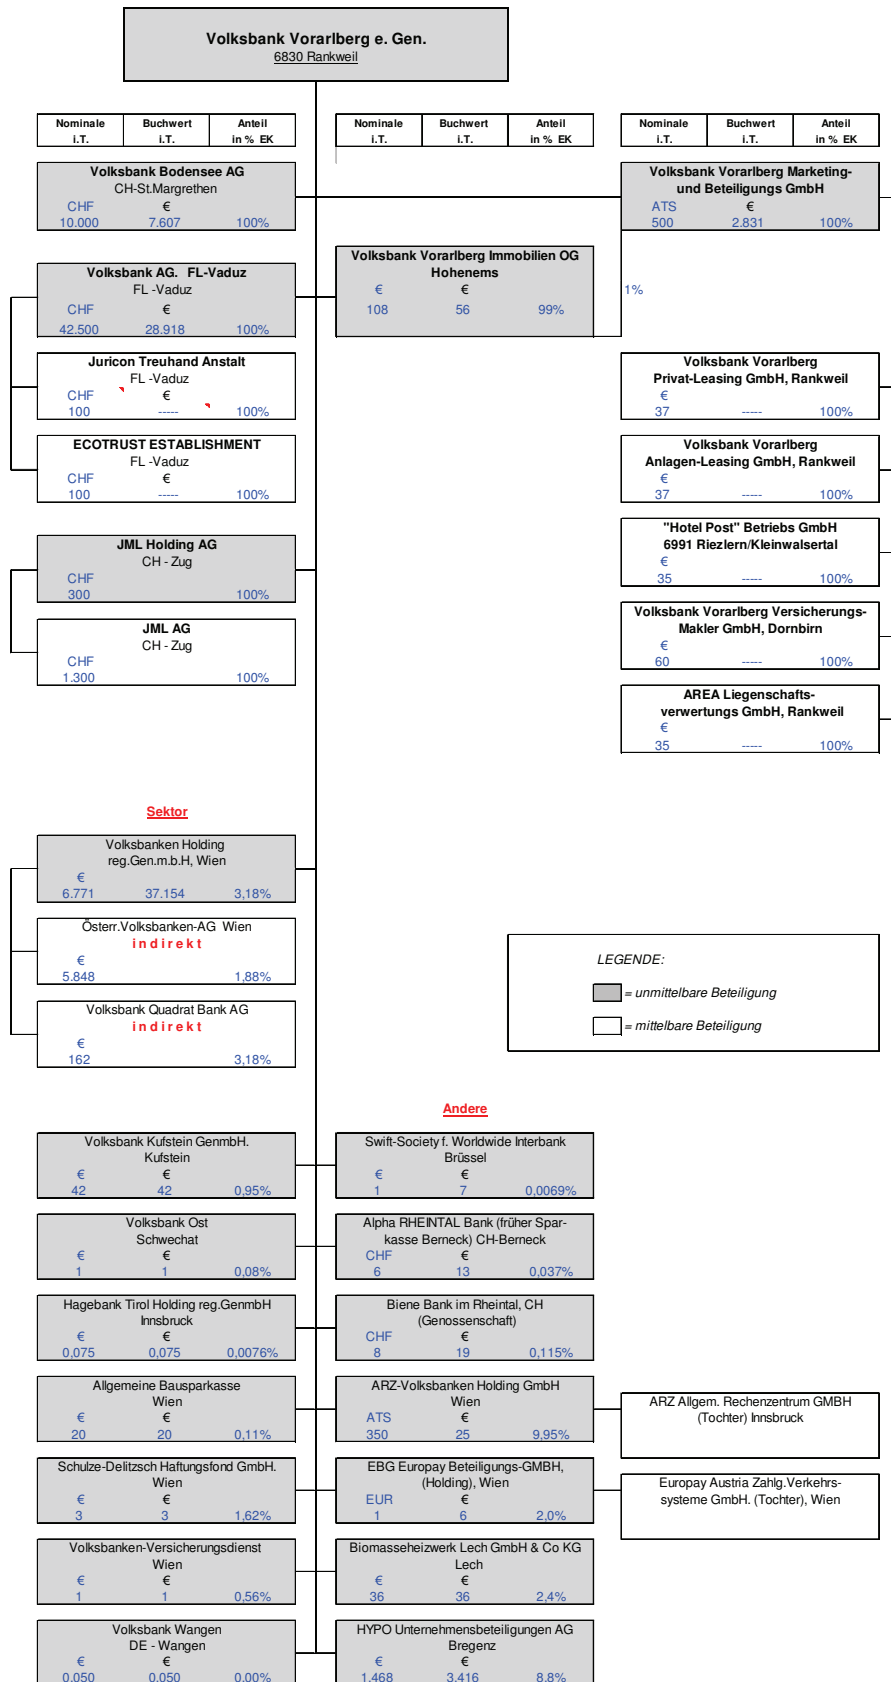 Volksbank Vorarlberg e. Gen.
6830 Rankweil
Nominale Buchwert Anteil
i.T. i.T. in % EK
Nominale Buchwert Anteil
i.T. i.T. in % EK
Nominale Buchwert Anteil
i.T. i.T. in % EK
Volksbank Bodensee AG
CH-St.Margrethen
CHF €
10.000 7.607 100%
Volksbank Vorarlberg Marketing-
und Beteiligungs GmbH
ATS €
500 2.831 100%
Volksbank AG. FL-Vaduz
FL -Vaduz
CHF €
42.500 28.918 100%
Volksbank Vorarlberg Immobilien OG
Hohenems
€ €
108 56 99%
1%
Juricon Treuhand Anstalt
FL -Vaduz
CHF €
100 ----- 100%
Volksbank Vorarlberg
Privat-Leasing GmbH, Rankweil
€
37 ----- 100%
ECOTRUST ESTABLISHMENT
FL -Vaduz
CHF €
100 ----- 100%
Volksbank Vorarlberg
Anlagen-Leasing GmbH, Rankweil
€
37 ----- 100%
JML Holding AG
CH - Zug
CHF
300 100%
"Hotel Post" Betriebs GmbH
6991 Riezlern/Kleinwalsertal
€
35 ----- 100%
JML AG
CH - Zug
CHF
1.300 100%
Volksbank Vorarlberg Versicherungs-
Makler GmbH, Dornbirn
€
60 ----- 100%
AREA Liegenschafts-
verwertungs GmbH, Rankweil
€
35 ----- 100%
Sektor
Volksbanken Holding
reg.Gen.m.b.H, Wien
€
6.771 37.154 3,18%
Österr.Volksbanken-AG Wien
indirekt
€
5.848 1,88%
Volksbank Quadrat Bank AG
indirekt
€
162 3,18%
LEGENDE:
= unmittelbare Beteiligung
= mittelbare Beteiligung
Andere
Volksbank Kufstein GenmbH.
Kufstein
€ €
42 42 0,95%
Swift-Society f. Worldwide Interbank
Brüssel
€ €
1 7 0,0069%
Volksbank Ost
Schwechat
€ €
1 1 0,08%
Alpha RHEINTAL Bank (früher Spar-
kasse Berneck) CH-Berneck
CHF €
6 13 0,037%
Hagebank Tirol Holding reg.GenmbH
Innsbruck
€ €
0,075 0,075 0,0076%
Biene Bank im Rheintal, CH
(Genossenschaft)
CHF €
8 19 0,115%
Allgemeine Bausparkasse
Wien
€ €
20 20 0,11%
ARZ-Volksbanken Holding GmbH
Wien
ATS €
350 25 9,95%
ARZ Allgem. Rechenzentrum GMBH
(Tochter) Innsbruck
Schulze-Delitzsch Haftungsfond GmbH.
Wien
€ €
3 3 1,62%
EBG Europay Beteiligungs-GMBH,
(Holding), Wien
EUR €
1 6 2,0%
Europay Austria Zahlg.Verkehrs-
systeme GmbH. (Tochter), Wien
Volksbanken-Versicherungsdienst
Wien
€ €
1 1 0,56%
Biomasseheizwerk Lech GmbH & Co KG
Lech
€ €
36 36 2,4%
Volksbank Wangen
DE - Wangen
€ €
0,050 0,050 0,00%
HYPO Unternehmensbeteiligungen AG
Bregenz
€ €
1.468 3.416 8,8%